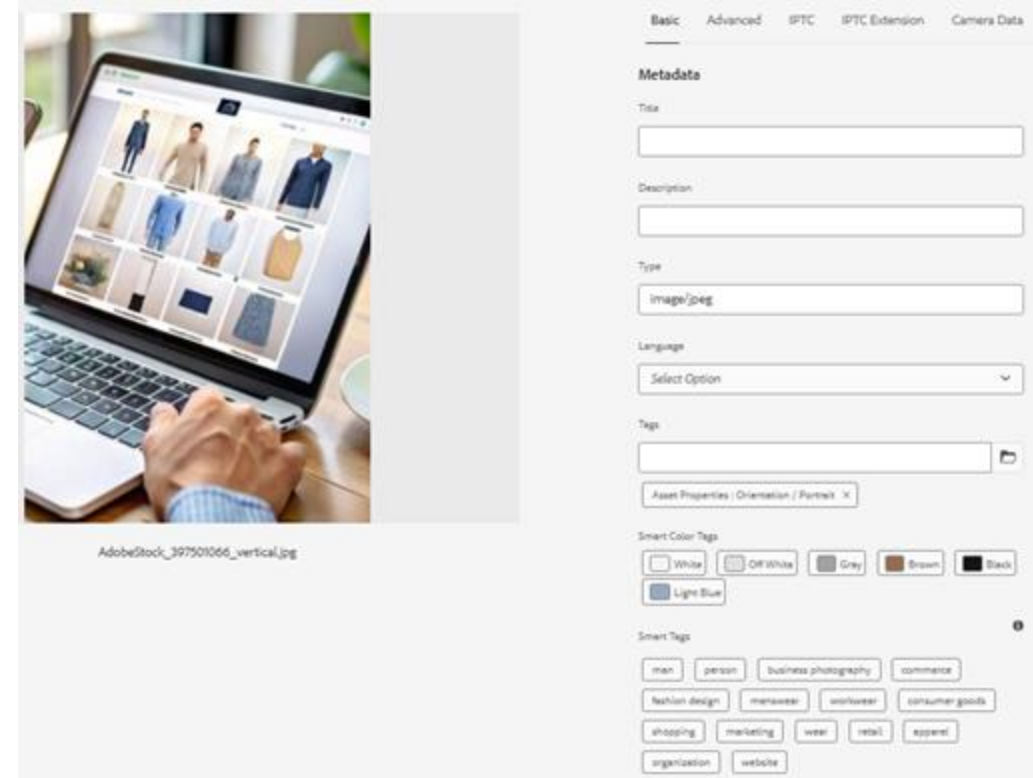 Basic Advanced IPTC IPTC Extension Camera Data
Metadata
Title
Description
Type
image/jpeg
Language
Select Option
Tags
Asset Properties : Orientation / Portrait ×
Smart Color Tags
White Off White Gray Brown Black
Light Blue
Smart Tags
man person business photography commerce
fashion design menswear workwear consumer goods
shopping marketing wear retail apparel
organization website
AdobeStock_397501066_vertical.jpg